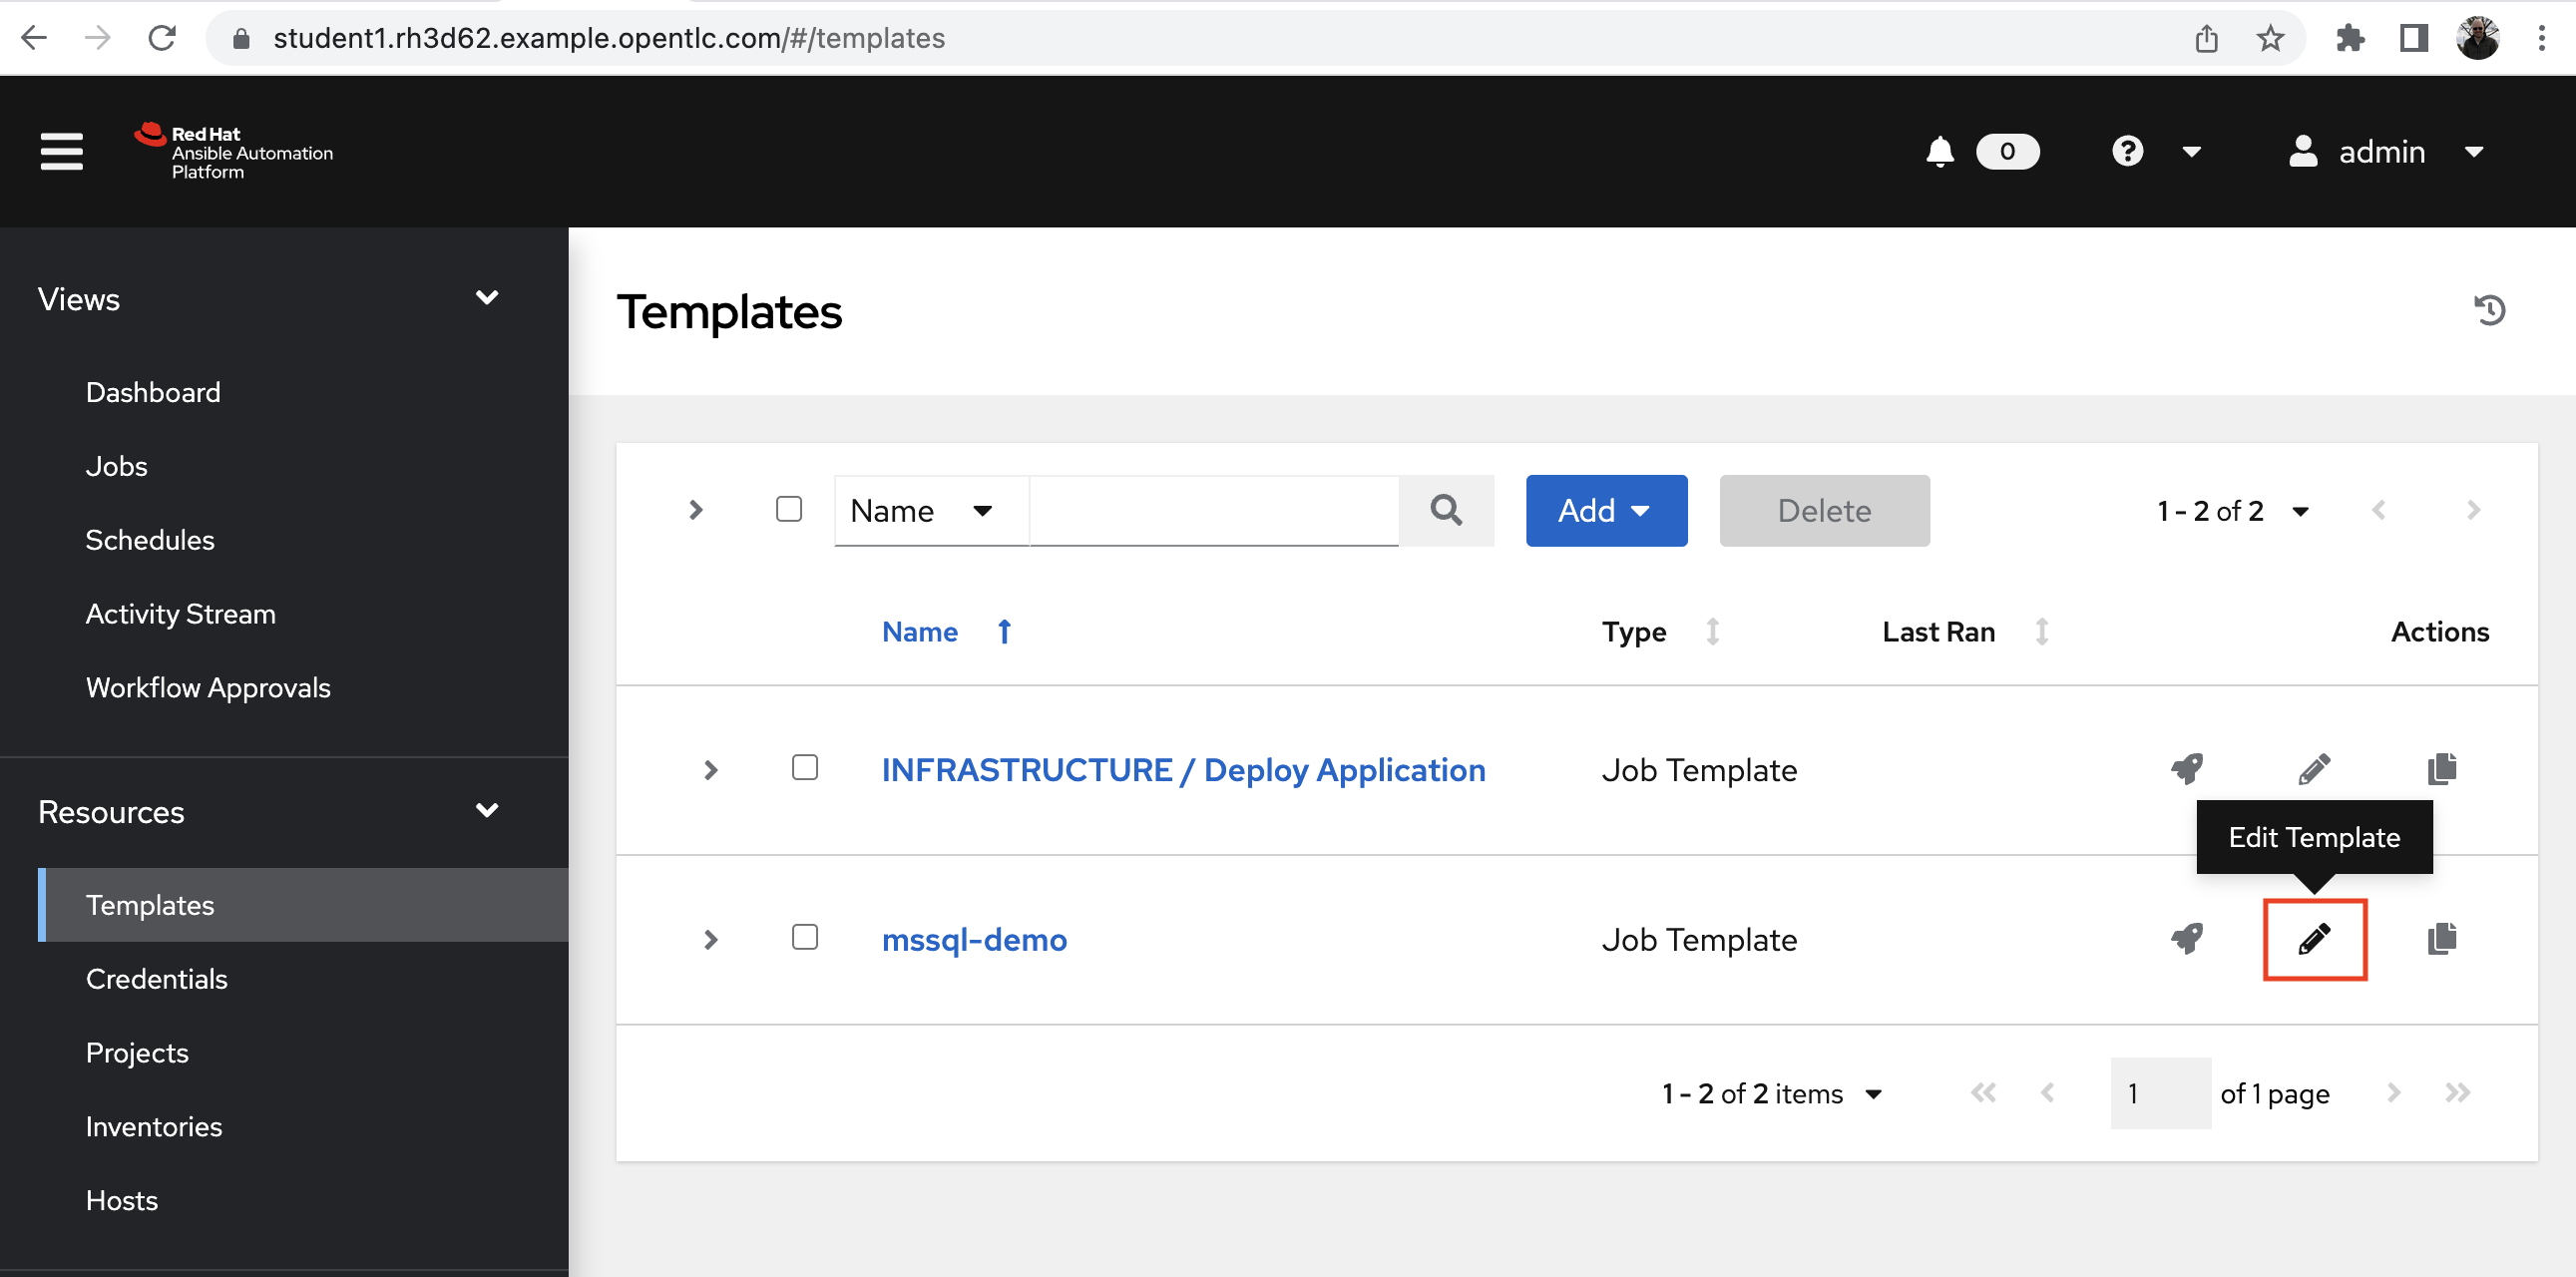 student1.rh3d62.example.opentlc.com/#/templates
Red Hat
Ansible Automation
Platform
0
?
admin
Views
Dashboard
Jobs
Schedules
Activity Stream
Workflow Approvals
Resources
Templates
Credentials
Projects
Inventories
Hosts
Templates
Name
Add
Delete
1 - 2 of 2
Name
Type
Last Ran
Actions
INFRASTRUCTURE / Deploy Application
Job Template
Edit Template
mssql-demo
Job Template
1 - 2 of 2 items
1
of 1 page